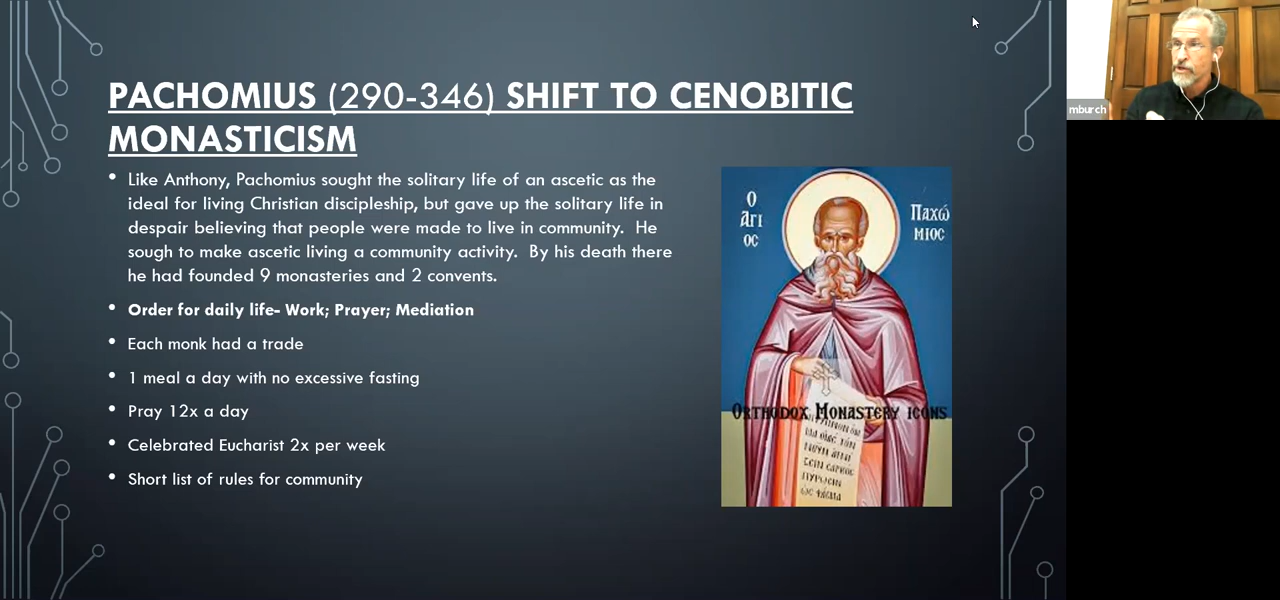 PACHOMIUS (290-346) SHIFT TO CENOBITIC
MONASTICISM
• Like Anthony, Pachomius sought the solitary life of an ascetic as the
ideal for living Christian discipleship, but gave up the solitary life in
despair believing that people were made to live in community. He
sought to make ascetic living a community activity. By his death there
he had founded 9 monasteries and 2 convents.
• Order for daily life- Work; Prayer; Mediation
• Each monk had a trade
• 1 meal a day with no excessive fasting
• Pray 12x a day
• Celebrated Eucharist 2x per week
• Short list of rules for community
Ο
ΑΓΙ
ΟС
ΠΑΧΏ
ΜΙΟС
ORTHODOX MONASTERY ICONS
mburch